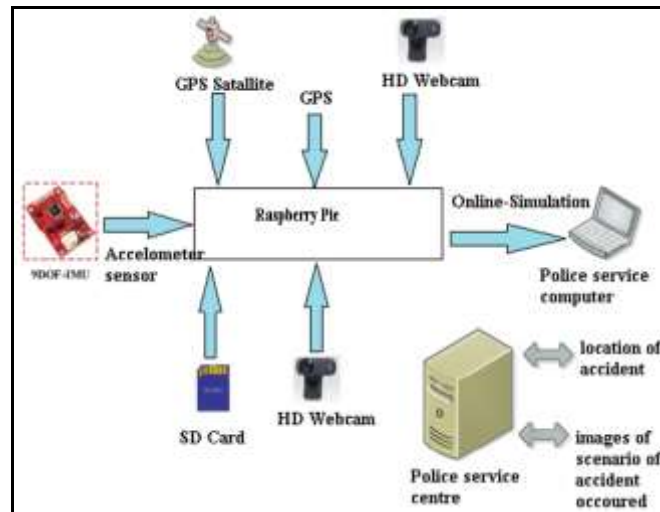 GPS Satallite
GPS
HD Webcam
Raspberry Pie
Online-Simulation
Accelometer
sensor
9DOF-IMU
Police service
computer
SD Card
HD Webcam
location of
accident
Police service
centre
images of
scenario of
accident
occoured